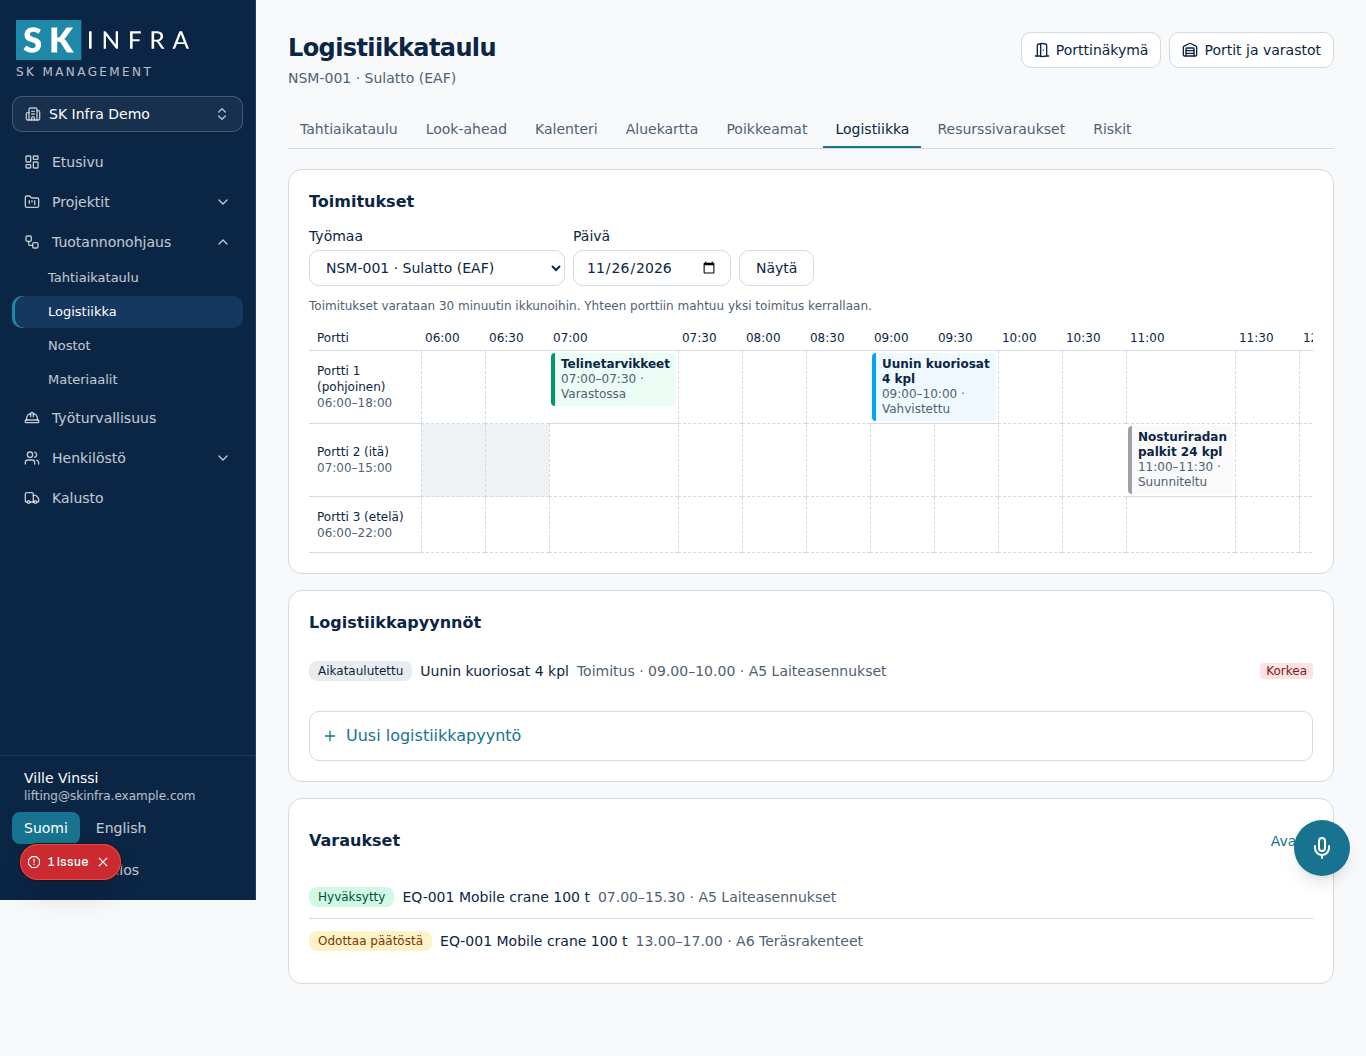 SK INFRA
SK MANAGEMENT
SK Infra Demo
Etusivu
Projektit
Tuotannonohjaus
Tahtiaikataulu
Logistiikka
Nostot
Materiaalit
Työturvallisuus
Henkilöstö
Kalusto
Ville Vinssi
lifting@skinfra.example.com
Suomi English
1 Issue
Logistiikkataulu
NSM-001 · Sulatto (EAF)
Porttinäkymä
Portit ja varastot
Tahtiaikataulu Look-ahead Kalenteri Aluekartta Poikkeamat Logistiikka Resurssivaraukset Riskit
Toimitukset
Työmaa Päivä
NSM-001 · Sulatto (EAF) 11/26/2026 Näytä
Toimitukset varataan 30 minuutin ikkunoihin. Yhteen porttiin mahtuu yksi toimitus kerrallaan.
Portti 06:00 06:30 07:00 07:30 08:00 08:30 09:00 09:30 10:00 10:30 11:00 11:30
Portti 1
(pohjoinen)
06:00–18:00
Telinetarvikkeet
07:00–07:30 ·
Varastossa
Uunin kuoriosat
4 kpl
09:00–10:00 ·
Vahvistettu
Portti 2 (itä)
07:00–15:00
Nosturiradan
palkit 24 kpl
11:00–11:30 ·
Suunniteltu
Portti 3 (etelä)
06:00–22:00
Logistiikkapyynnöt
Aikataulutettu Uunin kuoriosat 4 kpl Toimitus · 09.00–10.00 · A5 Laiteasennukset Korkea
+ Uusi logistiikkapyyntö
Varaukset
Hyväksytty EQ-001 Mobile crane 100 t 07.00–15.30 · A5 Laiteasennukset
Odottaa päätöstä EQ-001 Mobile crane 100 t 13.00–17.00 · A6 Teräsrakenteet